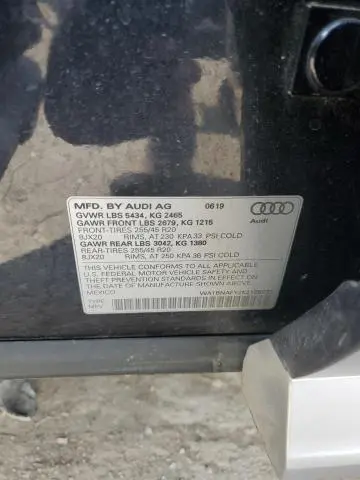 MFD. BY AUDI AG 0619
GVWR LBS 5434, KG 2465
GAWR FRONT LBS 2679, KG 1215
FRONT-TIRES 255/45 R20
8JX20 RIMS, AT 230 KPA 33 PSI COLD
GAWR REAR LBS 3042, KG 1380
REAR-TIRES 255/45 R20
8JX20 RIMS, AT 250 KPA 36 PSI COLD
Audi
THIS VEHICLE CONFORMS TO ALL APPLICABLE
U.S. FEDERAL MOTOR VEHICLE SAFETY AND
THEFT PREVENTION STANDARDS IN EFFECT ON
THE DATE OF MANUFACTURE SHOWN ABOVE.
MEXICO
TYPE: